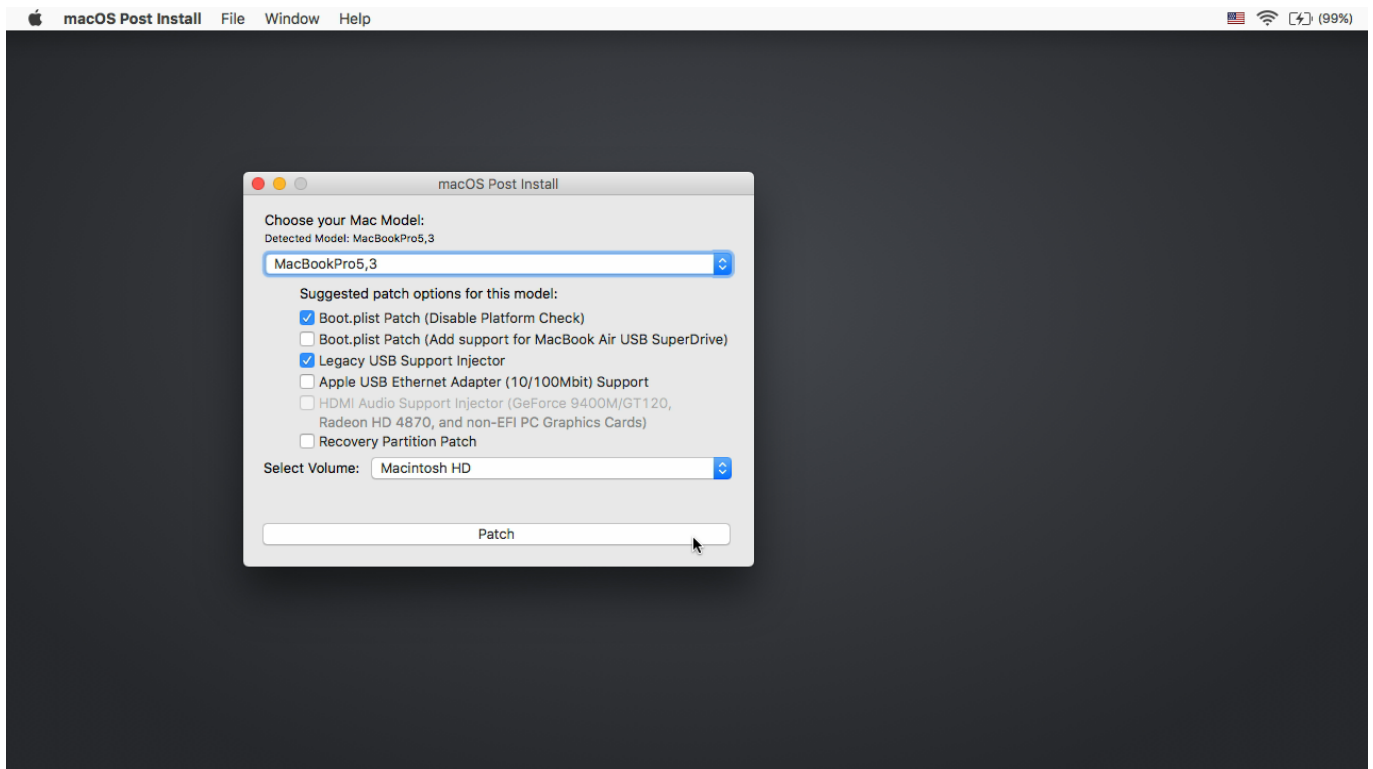 macOS Post Install File Window Help (99%)
macOS Post Install
Choose your Mac Model:
Detected Model: MacBookPro5,3
MacBookPro5,3
Suggested patch options for this model:
Boot.plist Patch (Disable Platform Check)
Boot.plist Patch (Add support for MacBook Air USB SuperDrive)
Legacy USB Support Injector
Apple USB Ethernet Adapter (10/100Mbit) Support
HDMI Audio Support Injector (GeForce 9400M/GT120,
Radeon HD 4870, and non-EFI PC Graphics Cards)
Recovery Partition Patch
Select Volume: Macintosh HD
Patch